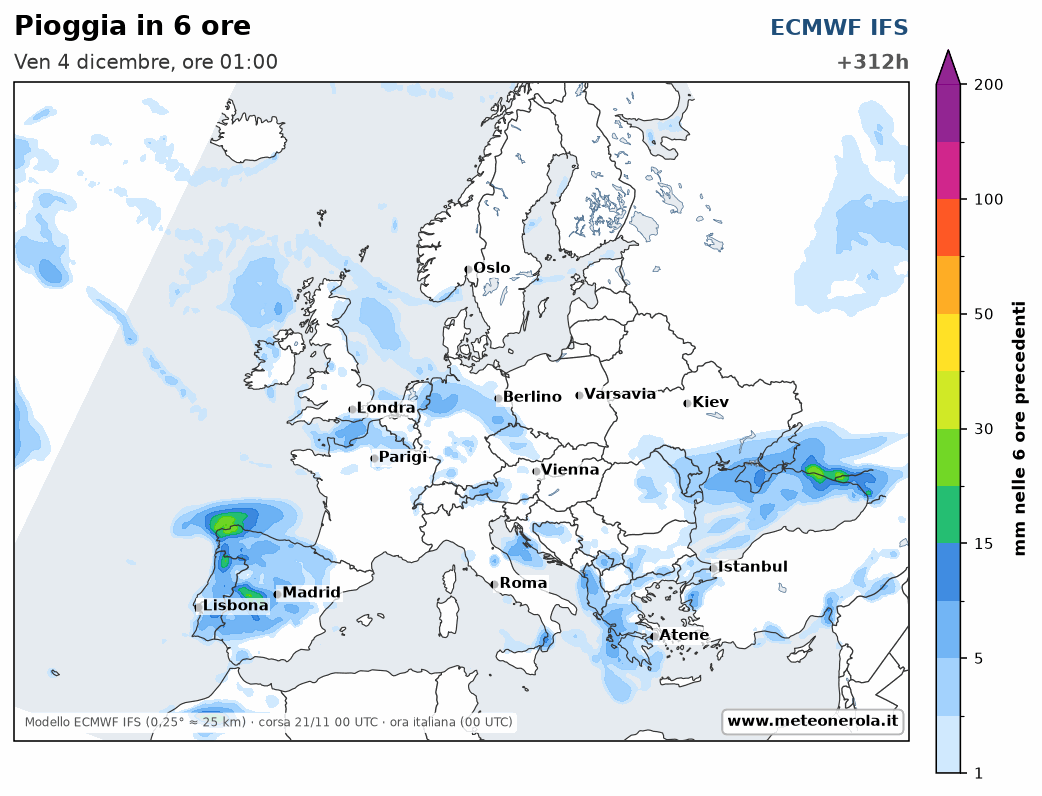 Pioggia in 6 ore
ECMWF IFS
Ven 4 dicembre, ore 01:00
+312h
200
100
50
30
15
5
1
mm nelle 6 ore precedenti
Oslo
Berlino
Varsavia
Kiev
Londra
Parigi
Vienna
Istanbul
Roma
Madrid
Lisbona
Atene
Modello ECMWF IFS (0,25° ≈ 25 km) · corsa 21/11 00 UTC · ora italiana (00 UTC)
www.meteonerola.it